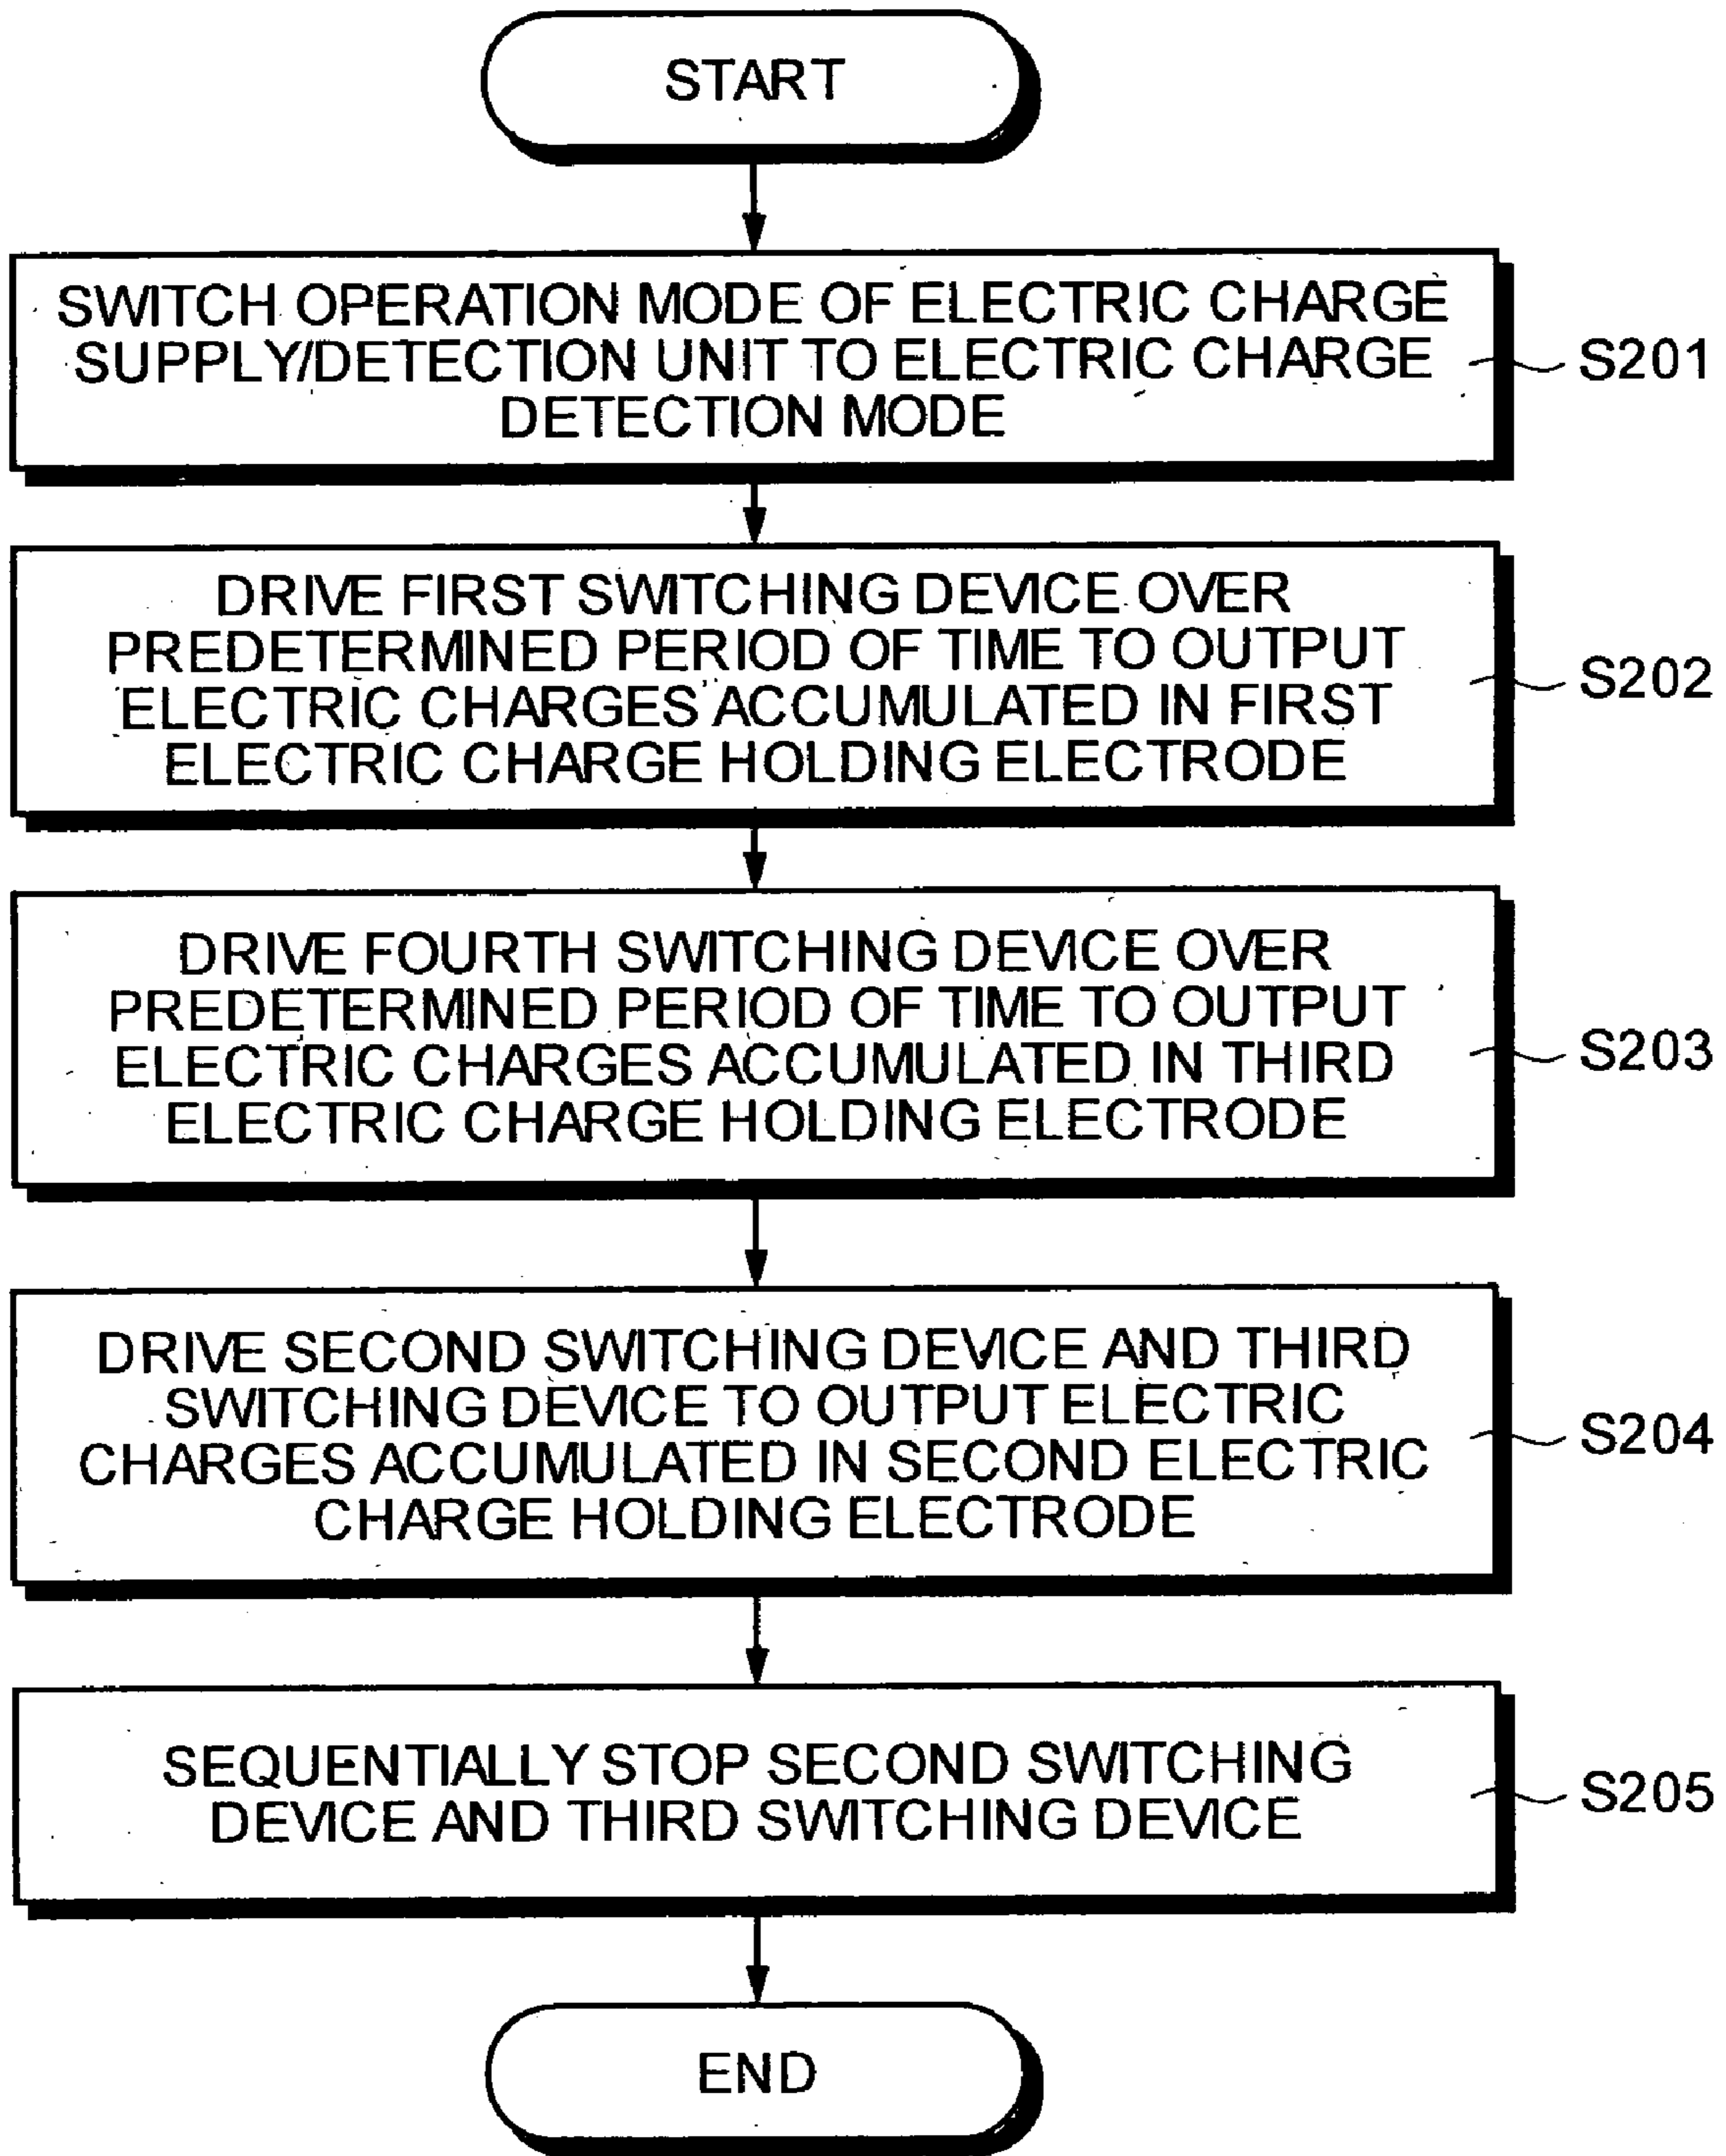 START
SWITCH OPERATION MODE OF ELECTRIC CHARGE
SUPPLY/DETECTION UNIT TO ELECTRIC CHARGE
DETECTION MODE
S201
DRIVE FIRST SWITCHING DEVICE OVER
PREDETERMINED PERIOD OF TIME TO OUTPUT
ELECTRIC CHARGES ACCUMULATED IN FIRST
ELECTRIC CHARGE HOLDING ELECTRODE
S202
DRIVE FOURTH SWITCHING DEVICE OVER
PREDETERMINED PERIOD OF TIME TO OUTPUT
ELECTRIC CHARGES ACCUMULATED IN THIRD
ELECTRIC CHARGE HOLDING ELECTRODE
S203
DRIVE SECOND SWITCHING DEVICE AND THIRD
SWITCHING DEVICE TO OUTPUT ELECTRIC
CHARGES ACCUMULATED IN SECOND ELECTRIC
CHARGE HOLDING ELECTRODE
S204
SEQUENTIALLY STOP SECOND SWITCHING
DEVICE AND THIRD SWITCHING DEVICE
S205
END